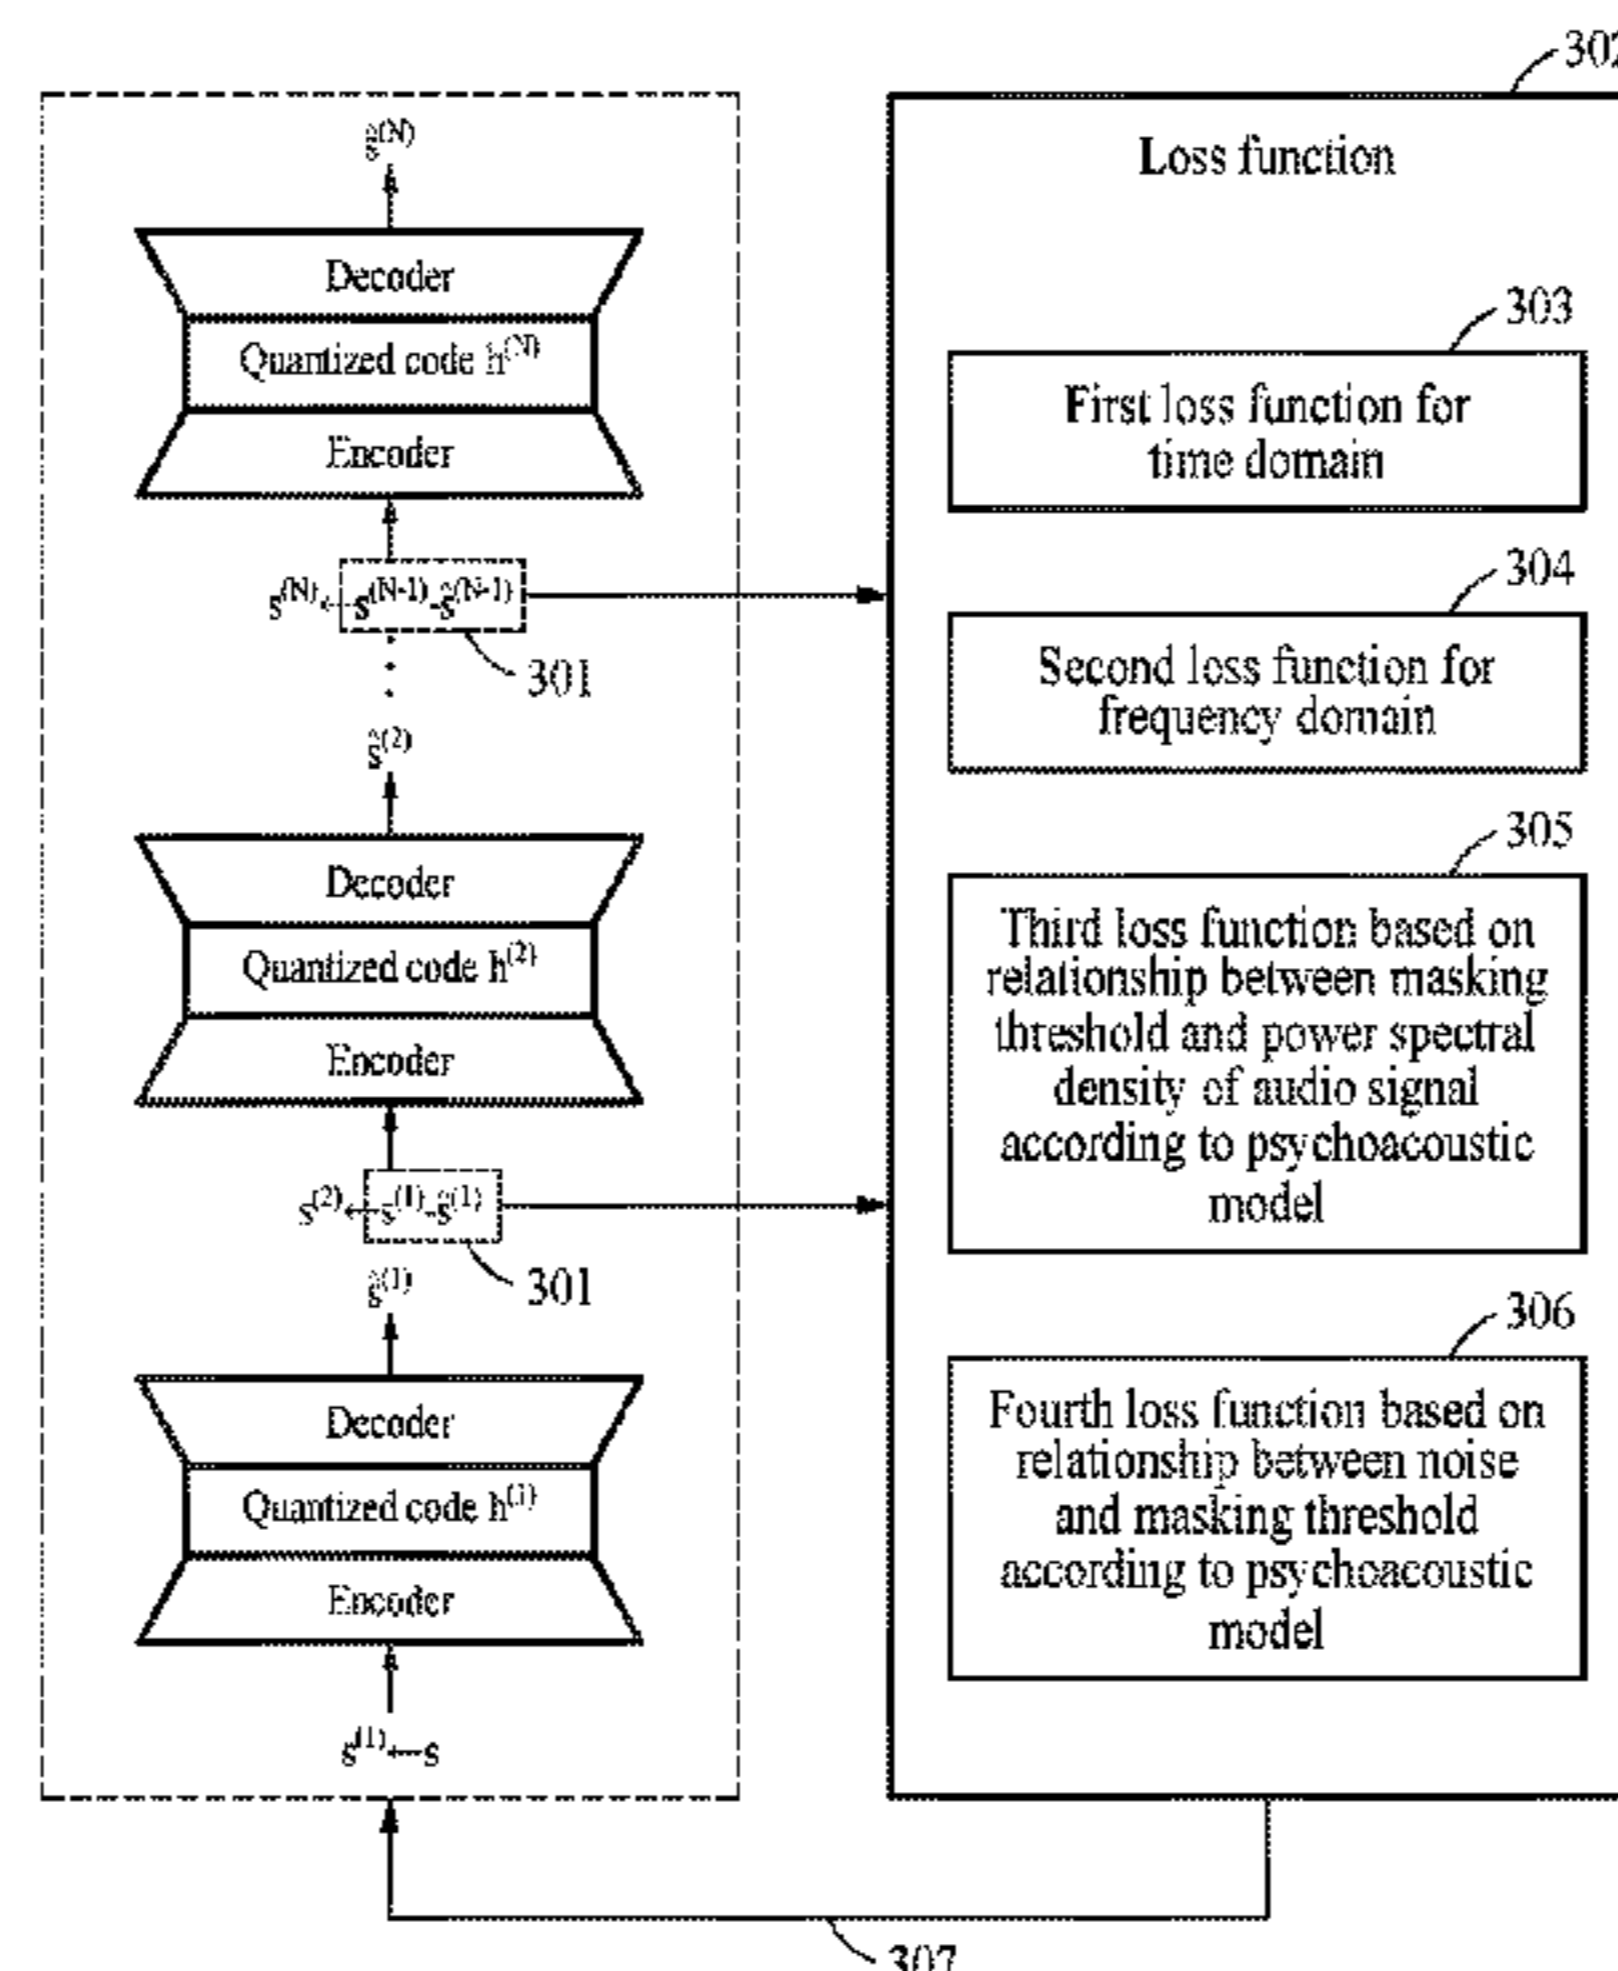 ŝ(N)
Decoder
Quantized code h(N)
Encoder
s(N)←s(N-1)-ŝ(N-1)
301
ŝ(2)
Decoder
Quantized code h(2)
Encoder
s(2)←s(1)-ŝ(1)
301
ŝ(1)
Decoder
Quantized code h(1)
Encoder
s(1)←s
302
Loss function
303
First loss function for
time domain
304
Second loss function for
frequency domain
305
Third loss function based on
relationship between masking
threshold and power spectral
density of audio signal
according to psychoacoustic
model
306
Fourth loss function based on
relationship between noise
and masking threshold
according to psychoacoustic
model
307